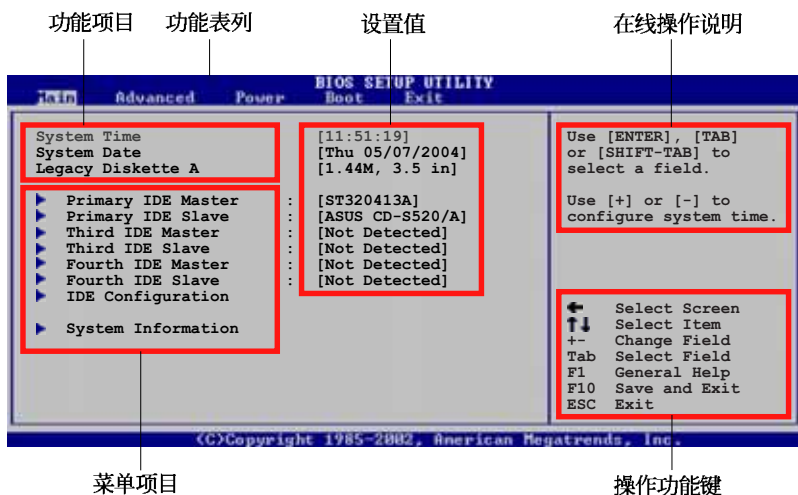 功能项目 功能表列 设置值 在线操作说明
BIOS SETUP UTILITY
Main Advanced Power Boot Exit
System Time [11:51:19]
System Date [Thu 05/07/2004]
Legacy Diskette A [1.44M, 3.5 in]
Primary IDE Master : [ST320413A]
Primary IDE Slave : [ASUS CD-S520/A]
Third IDE Master : [Not Detected]
Third IDE Slave : [Not Detected]
Fourth IDE Master : [Not Detected]
Fourth IDE Slave : [Not Detected]
IDE Configuration
System Information
Use [ENTER], [TAB]
or [SHIFT-TAB] to
select a field.
Use [+] or [-] to
configure system time.
← Select Screen
↑↓ Select Item
+- Change Field
Tab Select Field
F1 General Help
F10 Save and Exit
ESC Exit
(C)Copyright 1985-2002, American Megatrends, Inc.
菜单项目 操作功能键